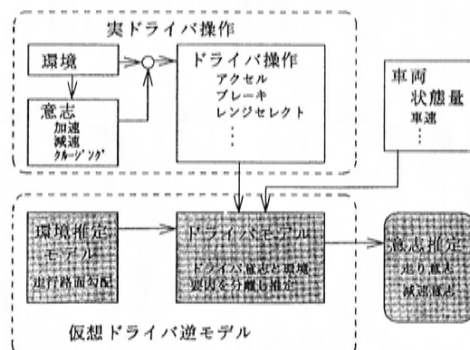 実ドライバ操作
環境
意志
加速
減速
クルージング
ドライバ操作
アクセル
ブレーキ
レンジセレクト
⋮
車両
状態量
車速
⋮
環境推定
モデル
走行路面勾配
ドライバモデル
ドライバ意志と環境
要因を分離し推定
意志推定
走り意志
減速意志
仮想ドライバ逆モデル